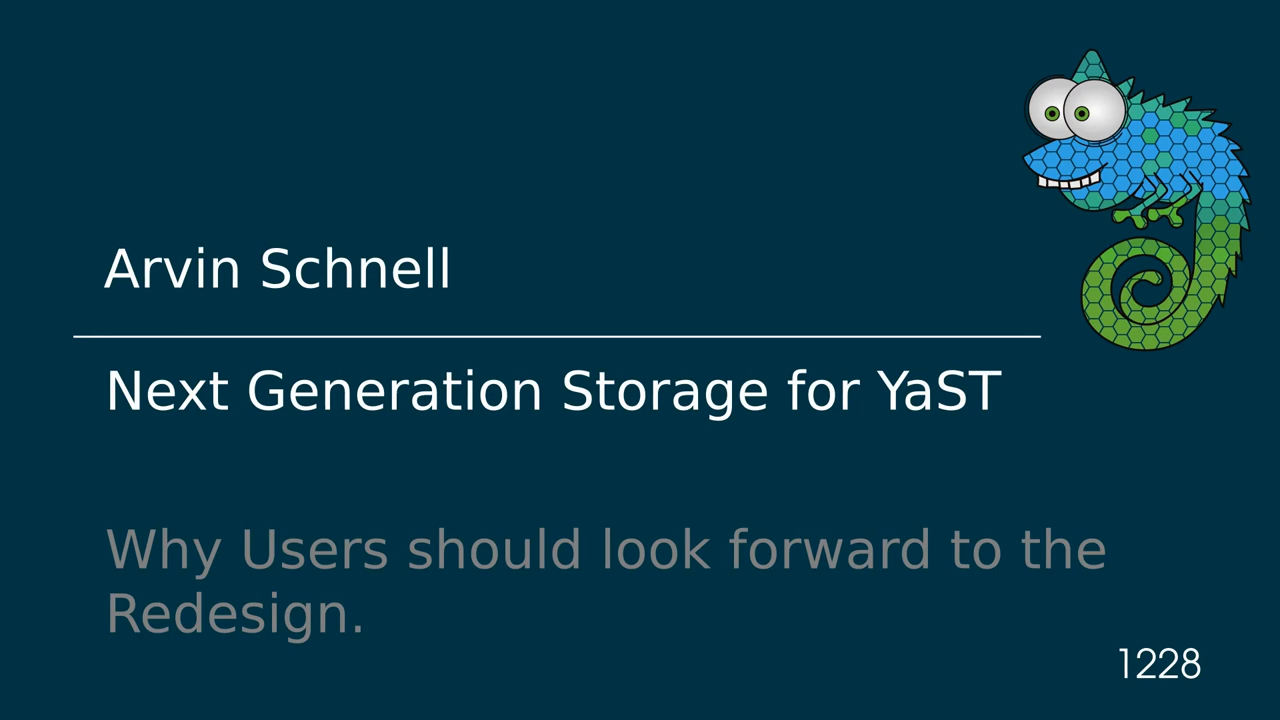 Arvin Schnell
Next Generation Storage for YaST
Why Users should look forward to the
Redesign.
1228